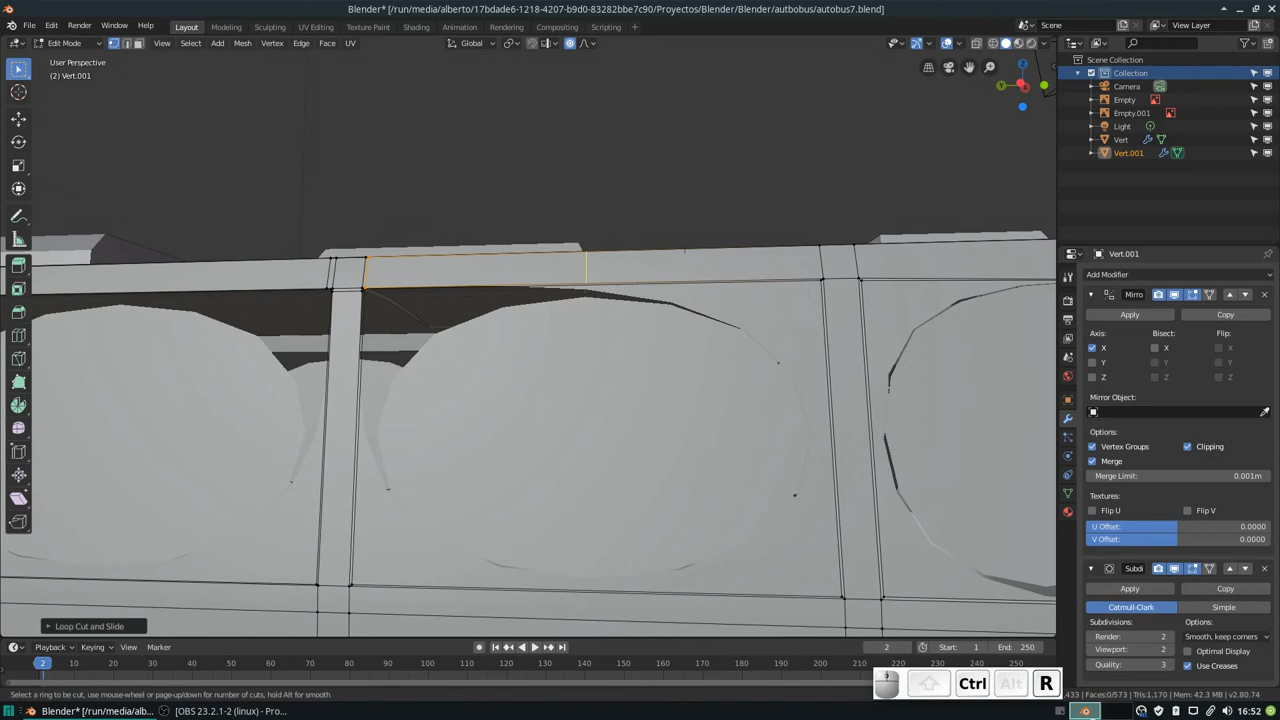 Blender* [/run/media/alberto/17bdade6-1218-4207-b9d0-83282bbe7c90/Proyectos/Blender/autbobus/autobus7.blend]
File Edit Render Window Help Layout Modeling Sculpting UV Editing Texture Paint Shading Animation Rendering Compositing Scripting + Scene View Layer
Edit Mode View Select Add Mesh Vertex Edge Face UV Global
User Perspective
(2) Vert.001
Z
Scene Collection
Collection
Camera
Empty
Empty.001
Light
Vert
Vert.001
Vert.001
Add Modifier
Mirro
Apply Copy
Axis: Bisect: Flip:
X X X
Y Y Y
Z Z Z
Mirror Object:
Options:
Vertex Groups Clipping
Merge
Merge Limit: 0.001m
Textures:
Flip U Flip V
U Offset: 0.0000
V Offset: 0.0000
Subdi
Apply Copy
Catmull-Clark Simple
Subdivisions: Options:
Render: 2 Smooth, keep corners
Viewport: 2 Optimal Display
Quality: 3 Use Creases
Loop Cut and Slide
Playback Keying View Marker 2 Start: 1 End: 250
2 10 20 30 40 50 60 70 80 90 100 110 120 130 140 150 160 170 180 190 200 210 220 230 240 250
Ctrl Alt R
Select a ring to be cut, use mouse-wheel or page-up/down for number of cuts, hold Alt for smooth
,433 | Faces:0/573 | Tris:1,170 | Mem: 42.3 MB | v2.80.74
Blender* [/run/media/alb... [OBS 23.2.1-2 (linux) - Pro... 16:52